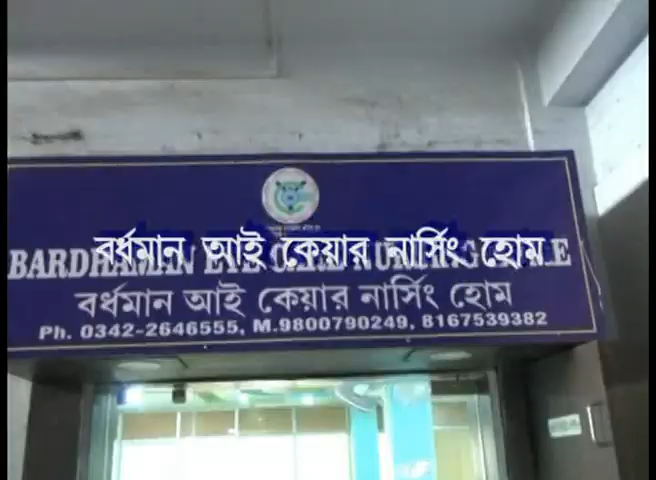 বর্ধমান আই কেয়ার নার্সিং হোম
BARDHAMAN EYE CARE NURSING HOME
বর্ধমান আই কেয়ার নার্সিং হোম
Ph. 0342-2646555, M.9800790249, 8167539382